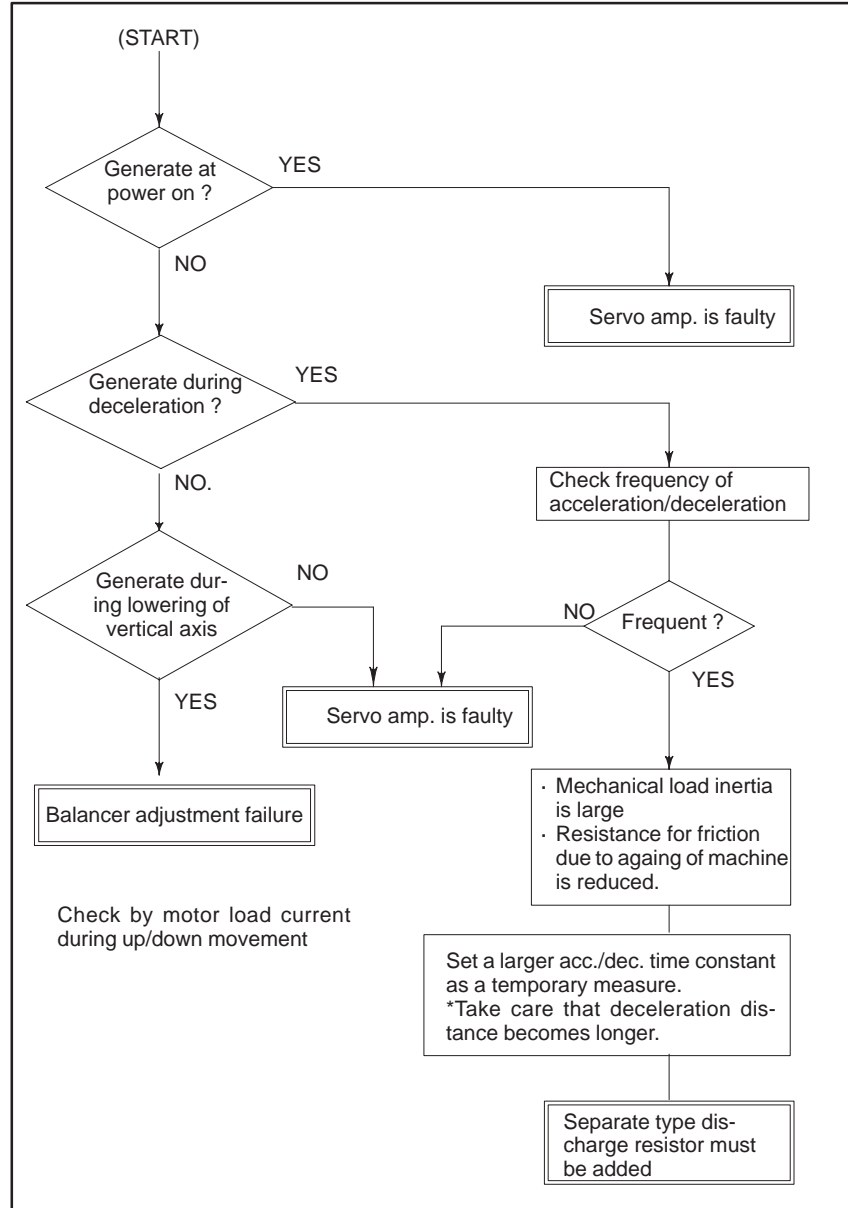 (START)
Generate at
power on ?
YES
NO
Servo amp. is faulty
Generate during
deceleration ?
YES
NO.
Check frequency of
acceleration/deceleration
Generate dur-
ing lowering of
vertical axis
NO
YES
NO
Frequent ?
YES
Servo amp. is faulty
Balancer adjustment failure
Check by motor load current
during up/down movement
· Mechanical load inertia
is large
· Resistance for friction
due to againg of machine
is reduced.
Set a larger acc./dec. time constant
as a temporary measure.
*Take care that deceleration dis-
tance becomes longer.
Separate type dis-
charge resistor must
be added